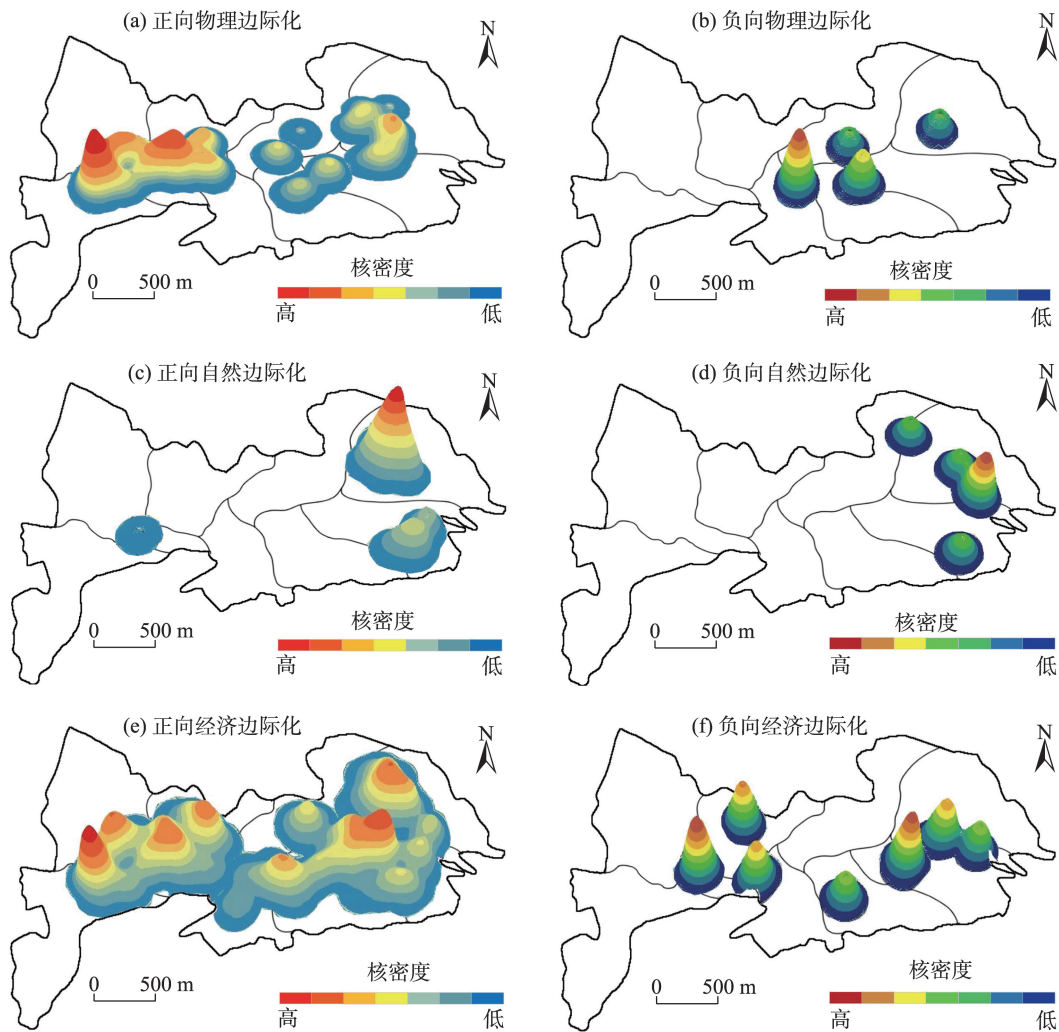 (a) 正向物理边际化
N
0 500 m
核密度
高 低
(b) 负向物理边际化
N
0 500 m
核密度
高 低
(c) 正向自然边际化
N
0 500 m
核密度
高 低
(d) 负向自然边际化
N
0 500 m
核密度
高 低
(e) 正向经济边际化
N
0 500 m
核密度
高 低
(f) 负向经济边际化
N
0 500 m
核密度
高 低